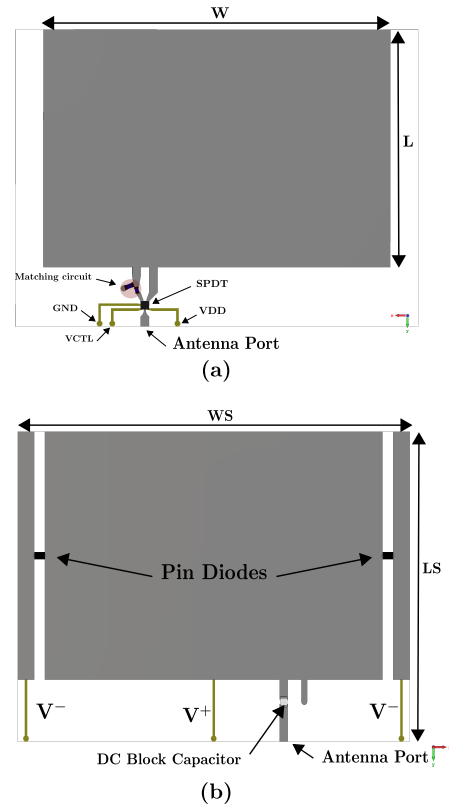 W
L
Matching circuit
SPDT
GND
VDD
VCTL
Antenna Port
(a)
WS
LS
Pin Diodes
V⁻
V⁺
V⁻
DC Block Capacitor
Antenna Port
(b)